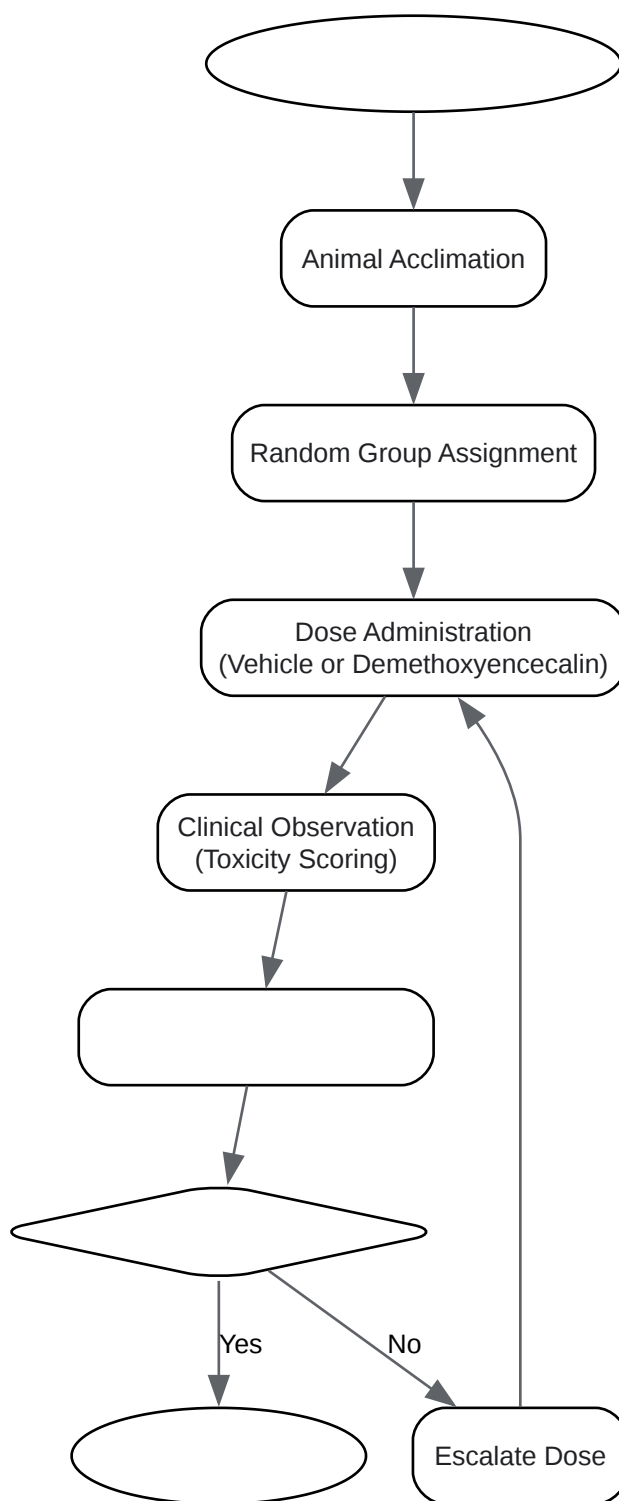 Animal Acclimation
Random Group Assignment
Dose Administration
(Vehicle or Demethoxyencecalin)
Clinical Observation
(Toxicity Scoring)
Yes
No
Escalate Dose